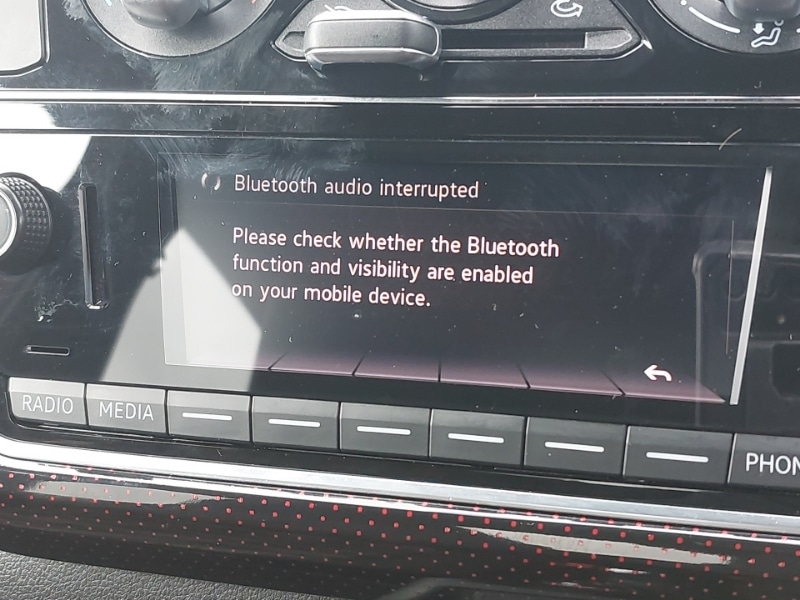 Bluetooth audio interrupted
Please check whether the Bluetooth
function and visibility are enabled
on your mobile device.
RADIO MEDIA PHON